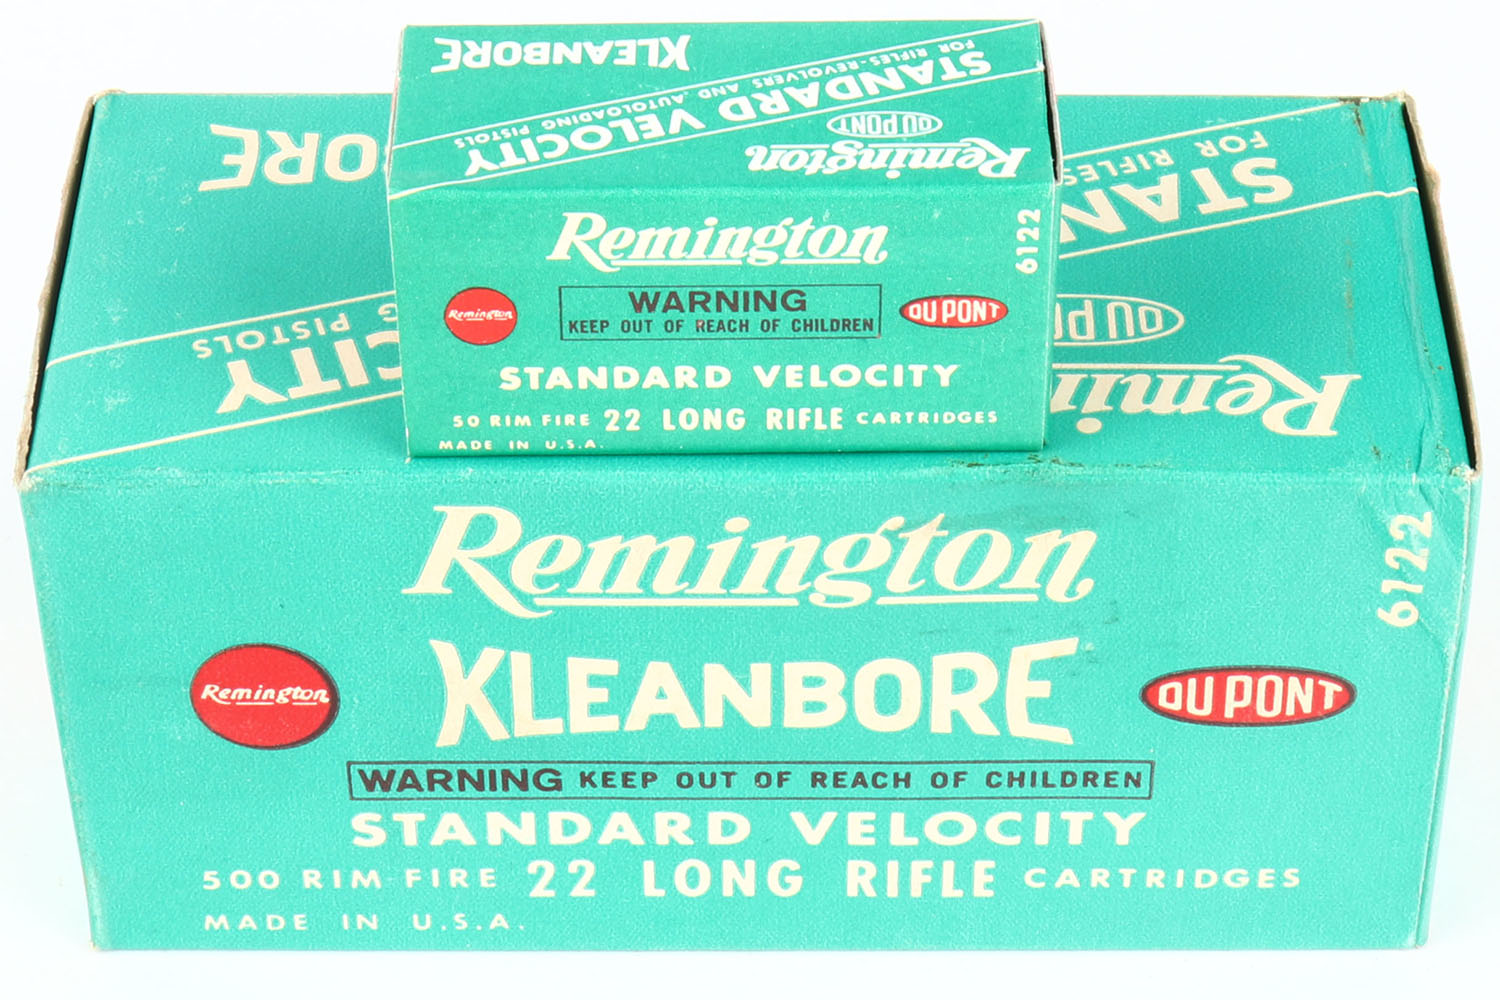 KLEANBORE
STANDARD VELOCITY
FOR RIFLES-REVOLVERS AND AUTOLOADING PISTOLS
DU PONT
Remington
Remington
6122
Remington
WARNING
KEEP OUT OF REACH OF CHILDREN
DU PONT
STANDARD VELOCITY
50 RIM FIRE 22 LONG RIFLE CARTRIDGES
MADE IN U.S.A.
ORE
STAN
CITY
FOR RIFLES
G PISTOLS
DU PO
Remin
Remington
6122
KLEANBORE
Remington
DU PONT
WARNING KEEP OUT OF REACH OF CHILDREN
STANDARD VELOCITY
500 RIM FIRE 22 LONG RIFLE CARTRIDGES
MADE IN U.S.A.